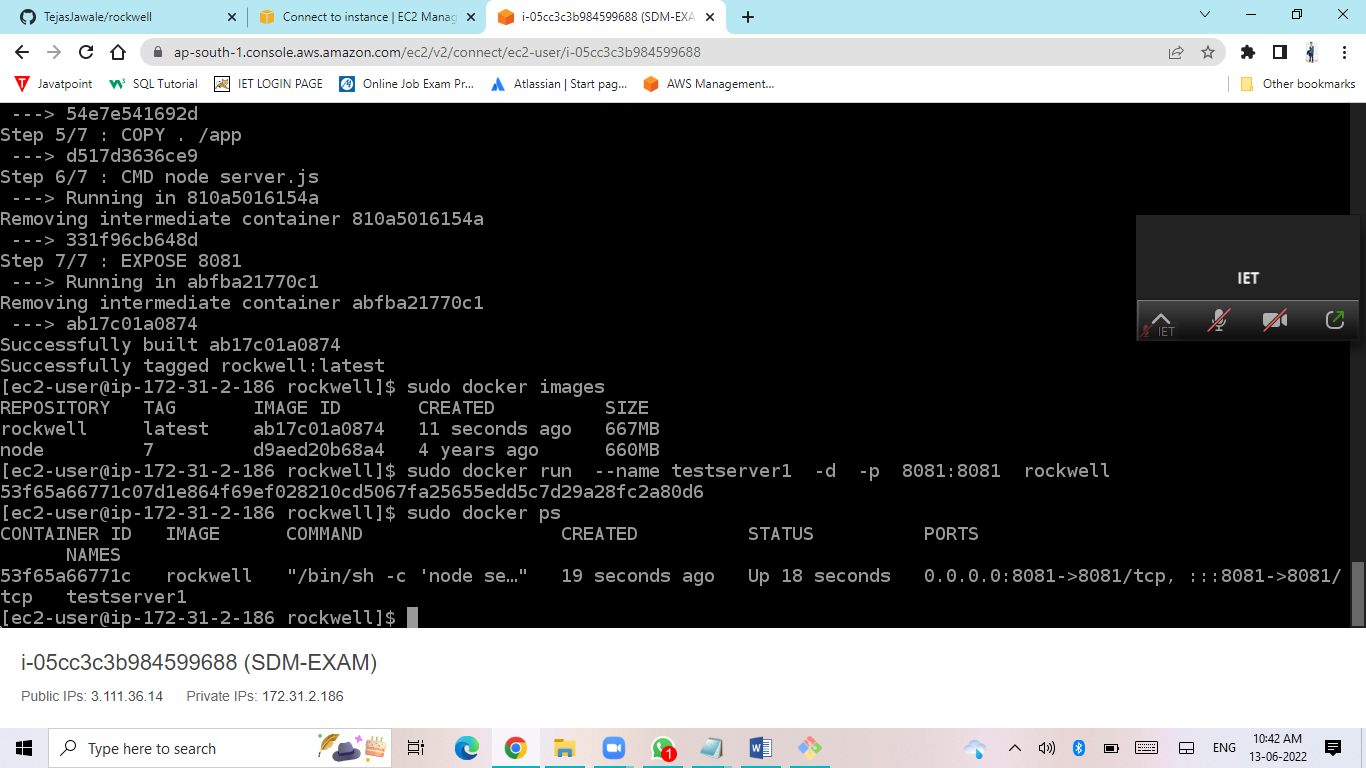 TejasJawale/rockwell
Connect to instance | EC2 Manag
i-05cc3c3b984599688 (SDM-EXA
ap-south-1.console.aws.amazon.com/ec2/v2/connect/ec2-user/i-05cc3c3b984599688
Javatpoint
SQL Tutorial
IET LOGIN PAGE
Online Job Exam Pr...
Atlassian | Start pag...
AWS Management...
Other bookmarks
---> 54e7e541692d
Step 5/7 : COPY . /app
---> d517d3636ce9
Step 6/7 : CMD node server.js
---> Running in 810a5016154a
Removing intermediate container 810a5016154a
---> 331f96cb648d
Step 7/7 : EXPOSE 8081
---> Running in abfba21770c1
Removing intermediate container abfba21770c1
---> ab17c01a0874
Successfully built ab17c01a0874
Successfully tagged rockwell:latest
[ec2-user@ip-172-31-2-186 rockwell]$ sudo docker images
REPOSITORY   TAG       IMAGE ID       CREATED          SIZE
rockwell     latest    ab17c01a0874   11 seconds ago   667MB
node         7         d9aed20b68a4   4 years ago      660MB
[ec2-user@ip-172-31-2-186 rockwell]$ sudo docker run  --name testserver1  -d  -p  8081:8081  rockwell
53f65a66771c07d1e864f69ef028210cd5067fa25655edd5c7d29a28fc2a80d6
[ec2-user@ip-172-31-2-186 rockwell]$ sudo docker ps
CONTAINER ID   IMAGE      COMMAND                  CREATED          STATUS          PORTS
NAMES
53f65a66771c   rockwell   "/bin/sh -c 'node se…"   19 seconds ago   Up 18 seconds   0.0.0.0:8081->8081/tcp, :::8081->8081/
tcp   testserver1
[ec2-user@ip-172-31-2-186 rockwell]$
IET
IET
i-05cc3c3b984599688 (SDM-EXAM)
Public IPs: 3.111.36.14
Private IPs: 172.31.2.186
Type here to search
1
ENG
10:42 AM
13-06-2022